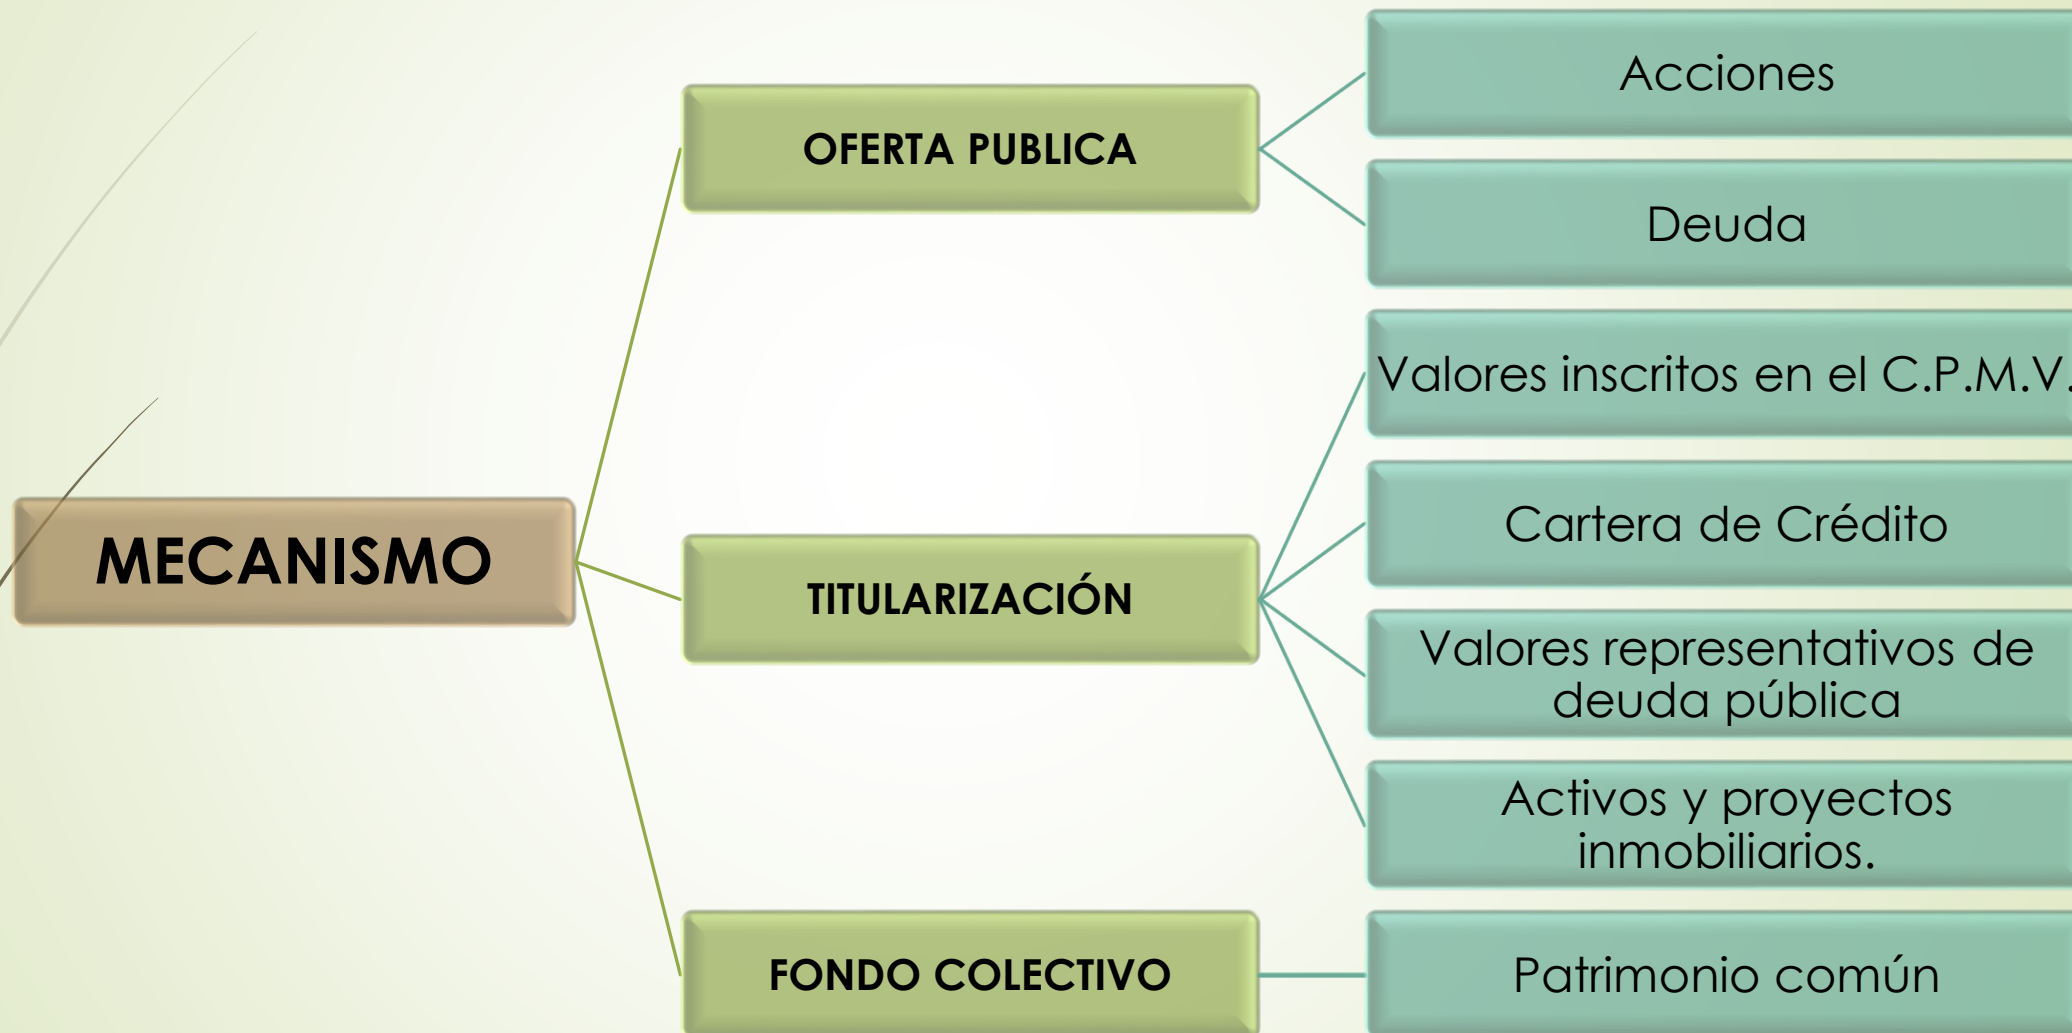 MECANISMO
OFERTA PUBLICA
Acciones
Deuda
TITULARIZACIÓN
Valores inscritos en el C.P.M.V.
Cartera de Crédito
Valores representativos de
deuda pública
Activos y proyectos
inmobiliarios.
FONDO COLECTIVO
Patrimonio común